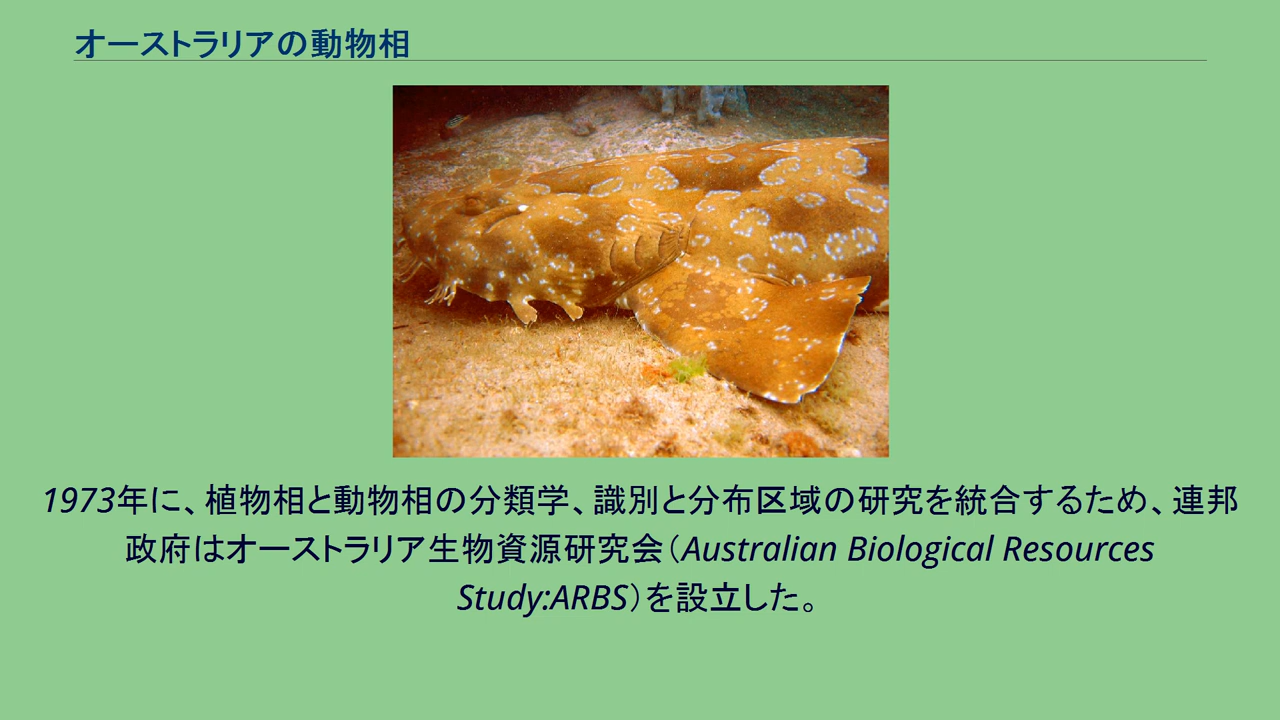 オーストラリアの動物相
1973年に、植物相と動物相の分類学、識別と分布区域の研究を統合するため、連邦
政府はオーストラリア生物資源研究会（Australian Biological Resources
Study:ARBS）を設立した。